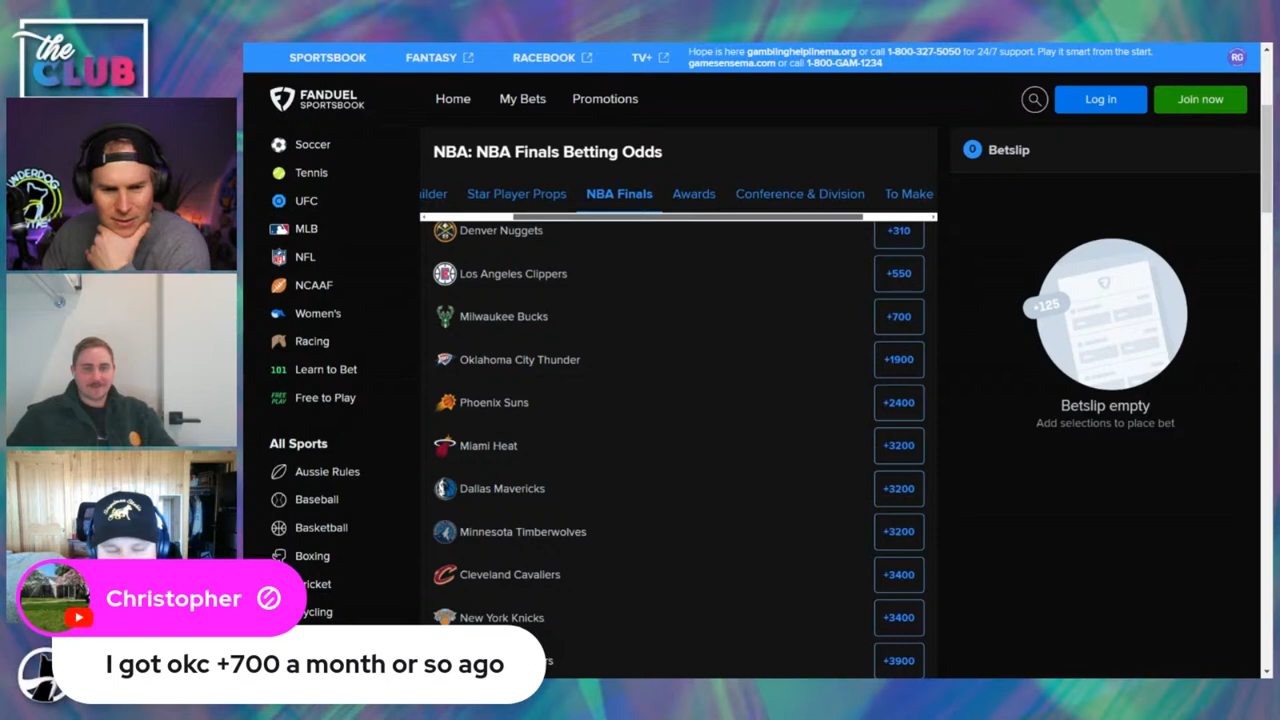 the
CLUB
SPORTSBOOK
FANTASY
RACEBOOK
TV+
Hope is here gamblinghelplinema.org or call 1-800-327-5050 for 24/7 support. Play it smart from the start.
gamesensema.com or call 1-800-GAM-1234
RG
FANDUEL
SPORTSBOOK
Home
My Bets
Promotions
Log in
Join now
Soccer
Tennis
UFC
MLB
NFL
NCAAF
Women's
Racing
101 Learn to Bet
FREE PLAY Free to Play
All Sports
Aussie Rules
Baseball
Basketball
Boxing
NBA: NBA Finals Betting Odds
Star Player Props
NBA Finals
Awards
Conference & Division
To Make
Denver Nuggets +310
Los Angeles Clippers +550
Milwaukee Bucks +700
Oklahoma City Thunder +1900
Phoenix Suns +2400
Miami Heat +3200
Dallas Mavericks +3200
Minnesota Timberwolves +3200
Cleveland Cavaliers +3400
New York Knicks +3400
+3900
0 Betslip
+125
Betslip empty
Add selections to place bet
UNDERDOG
Christopher
I got okc +700 a month or so ago